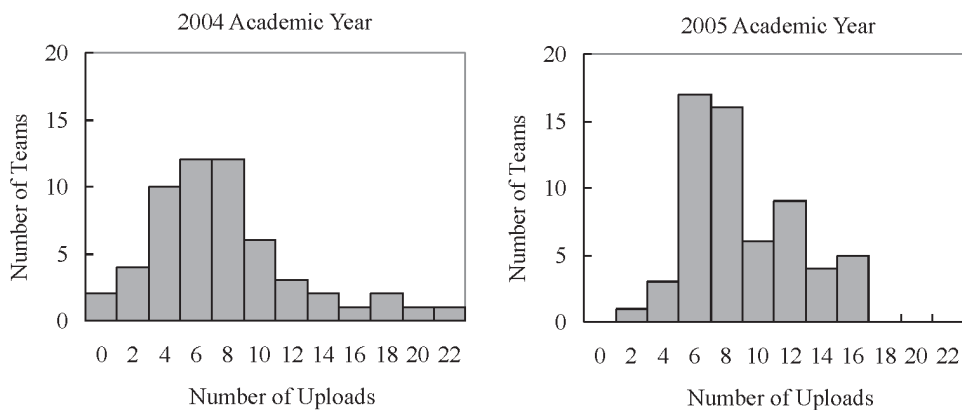 2004 Academic Year
20
15
10
5
0
Number of Teams
0 2 4 6 8 10 12 14 16 18 20 22
Number of Uploads
2005 Academic Year
20
15
10
5
0
Number of Teams
0 2 4 6 8 10 12 14 16 18 20 22
Number of Uploads